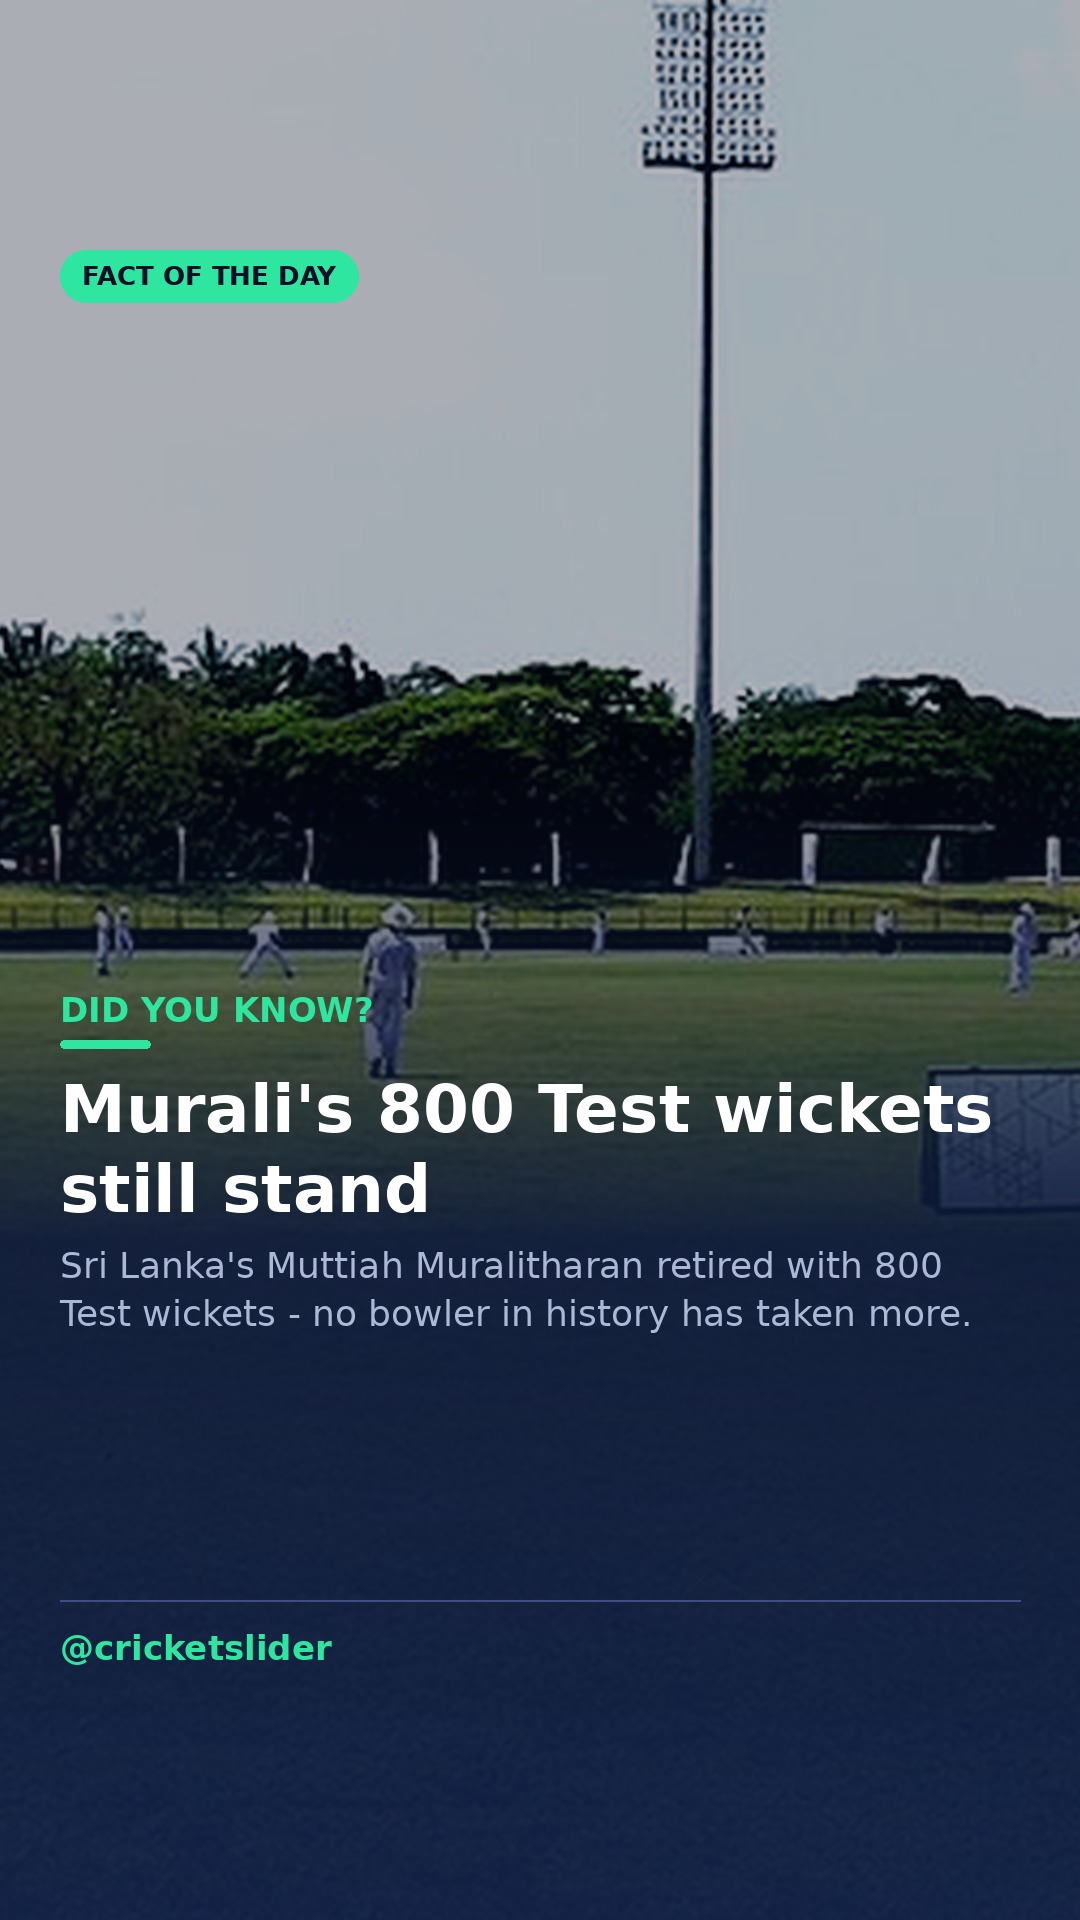 FACT OF THE DAY
DID YOU KNOW?
Murali's 800 Test wickets
still stand
Sri Lanka's Muttiah Muralitharan retired with 800
Test wickets - no bowler in history has taken more.
@cricketslider